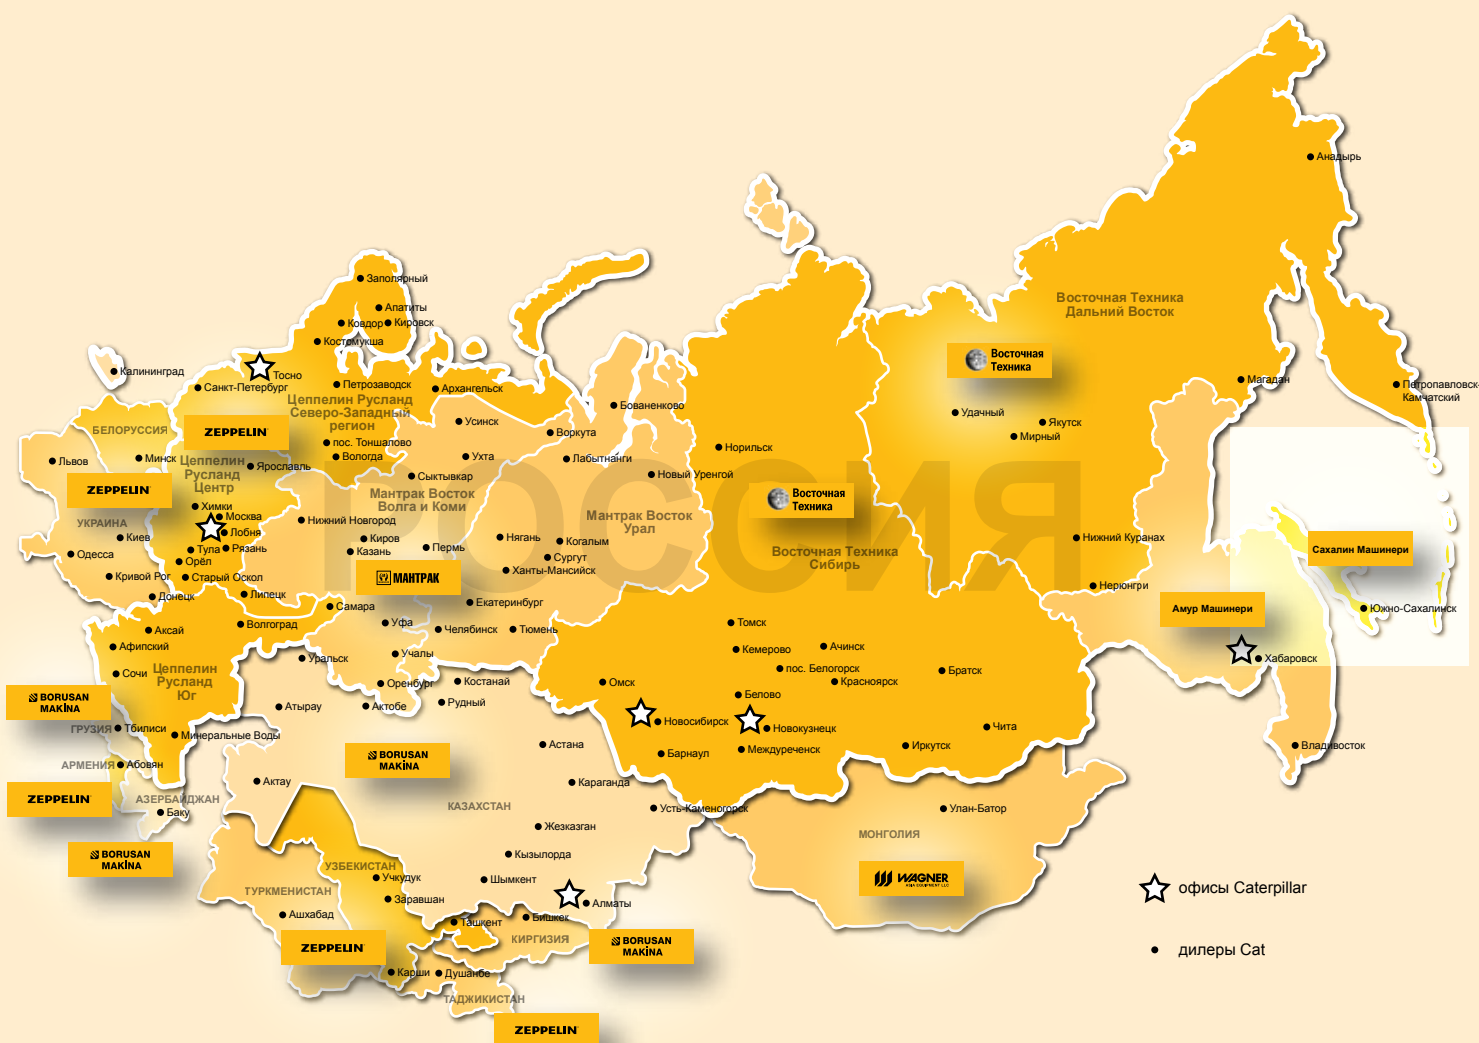 Анадырь
Заполярный
Апатиты
Ковдор
Кировск
Костомукша
Восточная Техника
Дальний Восток
Восточная
Техника
Калининград
Тосно
Санкт-Петербург
Петрозаводск
Архангельск
Магадан
Петропавловск-
Камчатский
Цеппелин Русланд
Северо-Западный
регион
Бованенково
Удачный
Якутск
Мирный
БЕЛОРУССИЯ
ZEPPELIN
Усинск
Воркута
пос. Тоншалово
Вологда
Норильск
Львов
Минск
Цеппелин
Русланд
Центр
Ярославль
Ухта
Лабытнанги
Сыктывкар
Новый Уренгой
РОССИЯ
ZEPPELIN
Мантрак Восток
Волга и Коми
Восточная
Техника
Химки
Москва
Лобня
Мантрак Восток
Урал
УКРАИНА
Киев
Нижний Новгород
Киров
Казань
Пермь
Нягань
Когалым
Сургут
Ханты-Мансийск
Восточная Техника
Сибирь
Нижний Куранах
Сахалин Машинери
Одесса
Тула
Рязань
Орёл
Кривой Рог
Старый Оскол
МАНТРАК
Нерюнгри
Донецк
Липецк
Самара
Екатеринбург
Амур Машинери
Южно-Сахалинск
Аксай
Волгоград
Уфа
Челябинск
Тюмень
Томск
Афипский
Уральск
Учалы
Кемерово
Ачинск
Хабаровск
Сочи
Цеппелин
Русланд
Юг
Оренбург
Костанай
Омск
пос. Белогорск
Красноярск
Братск
BORUSAN
MAKİNA
Атырау
Актобе
Рудный
Белово
ГРУЗИЯ
Тбилиси
Минеральные Воды
Новосибирск
Новокузнецк
Чита
BORUSAN
MAKİNA
Астана
Барнаул
Междуреченск
Иркутск
Владивосток
АРМЕНИЯ
Абовян
Актау
Караганда
ZEPPELIN
АЗЕРБАЙДЖАН
Баку
КАЗАХСТАН
Усть-Каменогорск
Улан-Батор
Жезказган
МОНГОЛИЯ
BORUSAN
MAKİNA
УЗБЕКИСТАН
Кызылорда
Учкудук
Шымкент
WAGNER
ASIA EQUIPMENT LLC
офисы Caterpillar
ТУРКМЕНИСТАН
Заравшан
Алматы
Ашхабад
Ташкент
Бишкек
ZEPPELIN
КИРГИЗИЯ
BORUSAN
MAKİNA
дилеры Cat
Карши
Душанбе
ТАДЖИКИСТАН
ZEPPELIN